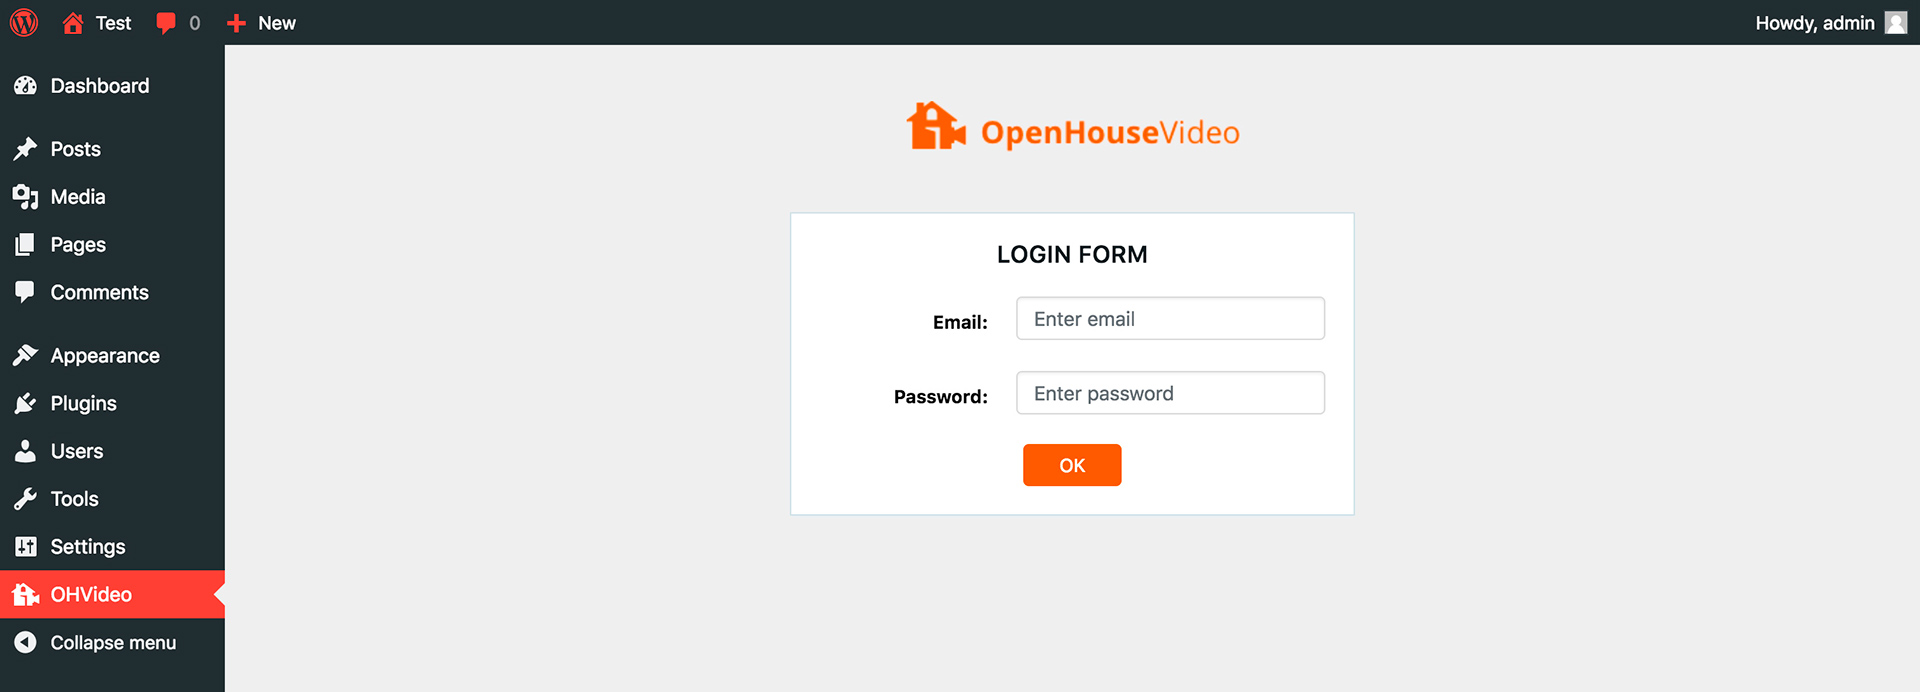 Test 0 New Howdy, admin
Dashboard
Posts
Media
Pages
Comments
Appearance
Plugins
Users
Tools
Settings
OHVideo
Collapse menu
OpenHouseVideo
LOGIN FORM
Email: Enter email
Password: Enter password
OK